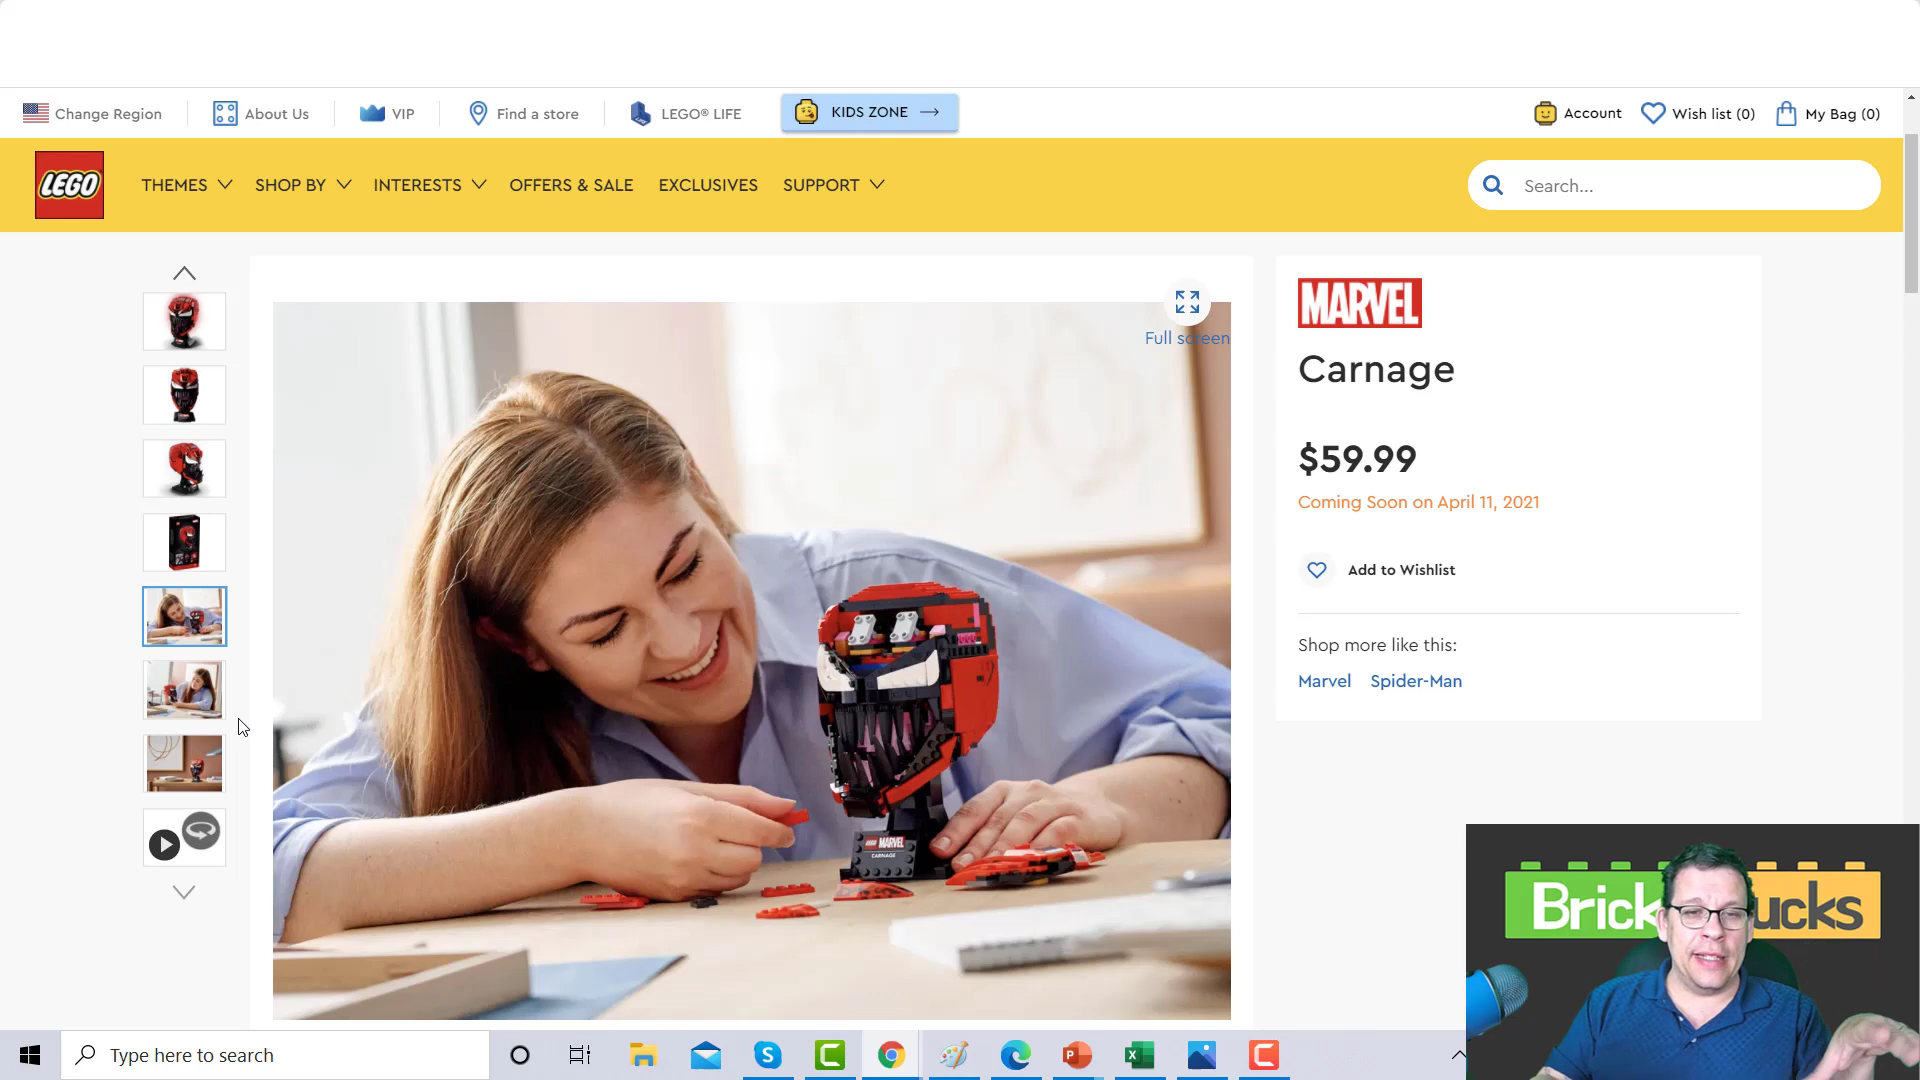 Change Region
About Us
VIP
Find a store
LEGO® LIFE
KIDS ZONE
Account
Wish list (0)
My Bag (0)
LEGO
THEMES
SHOP BY
INTERESTS
OFFERS & SALE
EXCLUSIVES
SUPPORT
Search...
Full screen
MARVEL
Carnage
$59.99
Coming Soon on April 11, 2021
Add to Wishlist
Shop more like this:
Marvel Spider-Man
MARVEL
CARNAGE
Brick ucks
Type here to search